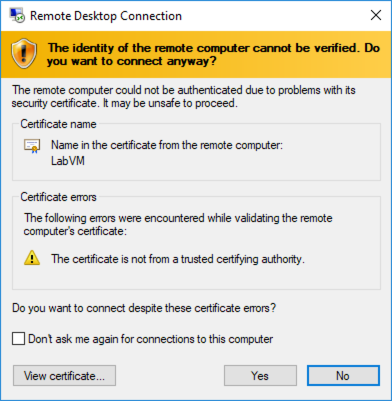 Remote Desktop Connection
The identity of the remote computer cannot be verified. Do
you want to connect anyway?
The remote computer could not be authenticated due to problems with its
security certificate. It may be unsafe to proceed.
Certificate name
Name in the certificate from the remote computer:
LabVM
Certificate errors
The following errors were encountered while validating the remote
computer's certificate:
The certificate is not from a trusted certifying authority.
Do you want to connect despite these certificate errors?
Don't ask me again for connections to this computer
View certificate...
Yes
No